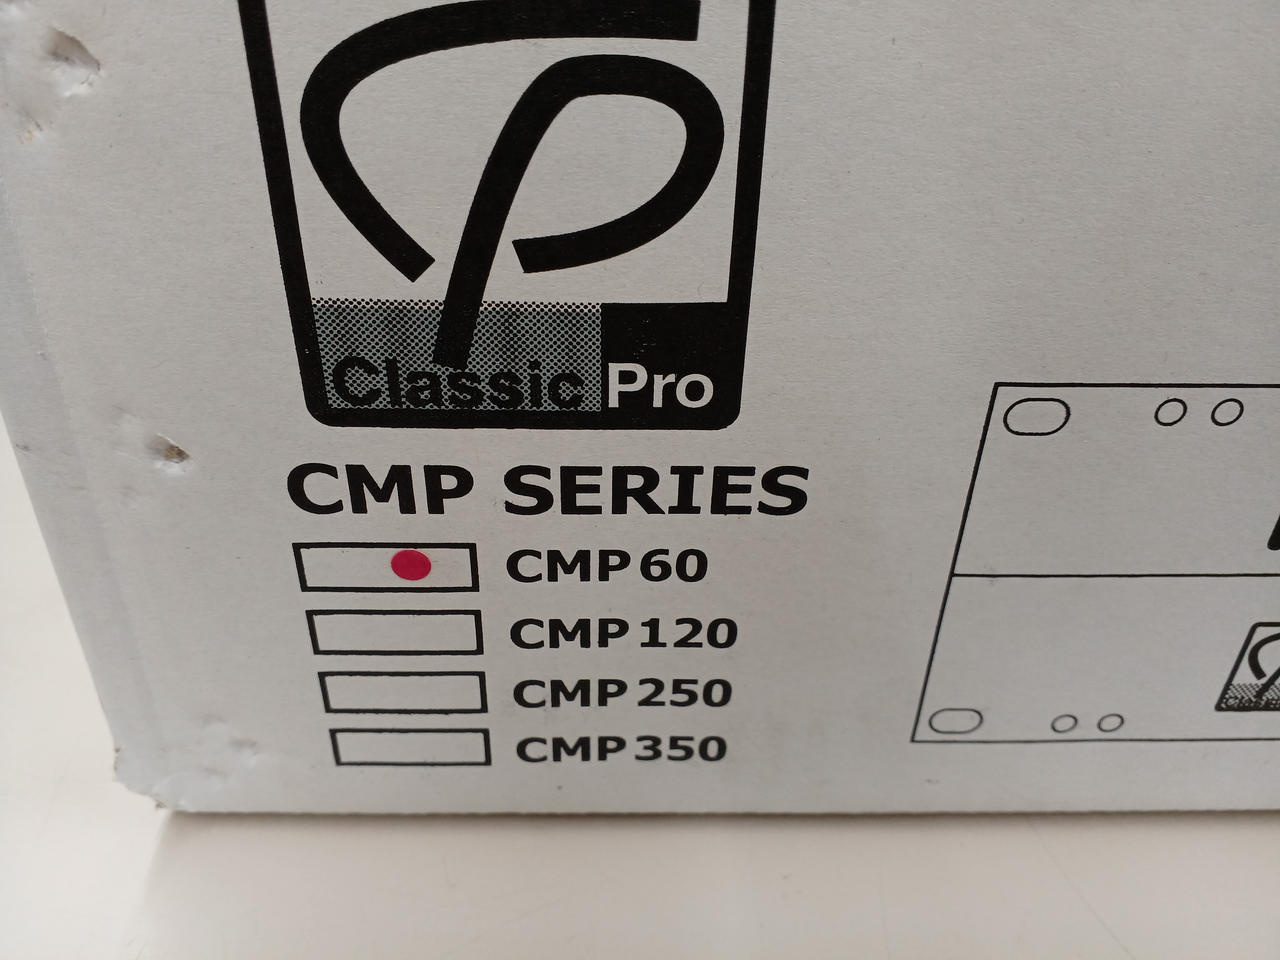 Classic Pro
CMP SERIES
CMP60
CMP120
CMP250
CMP350